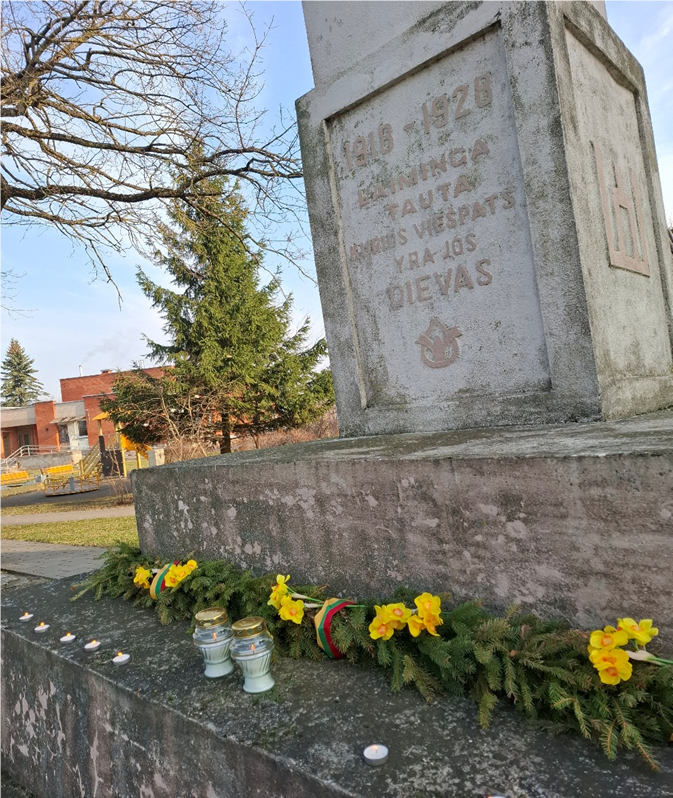 1918 - 1928
LAIMINGA
TAUTA
KURIOS VIEŠPATS
YRA JOS
DIEVAS